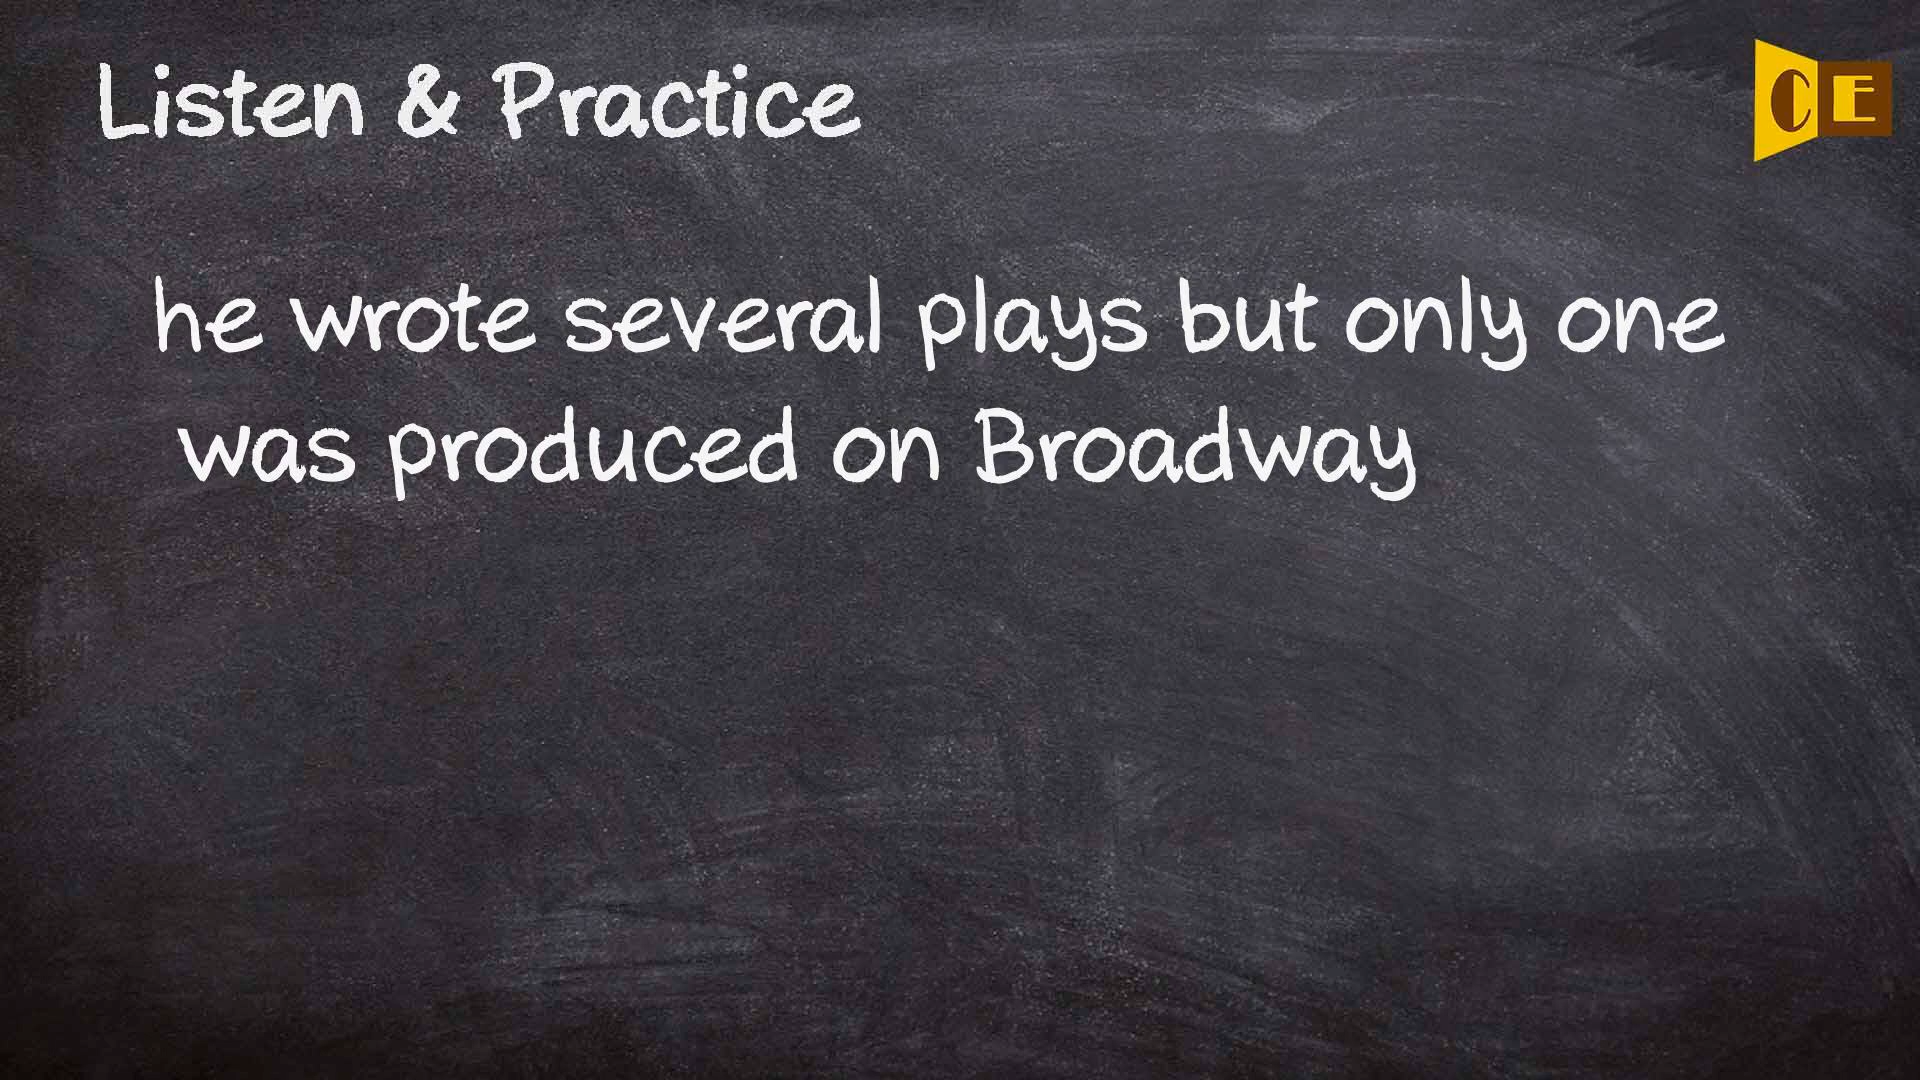 Listen & Practice
CE
he wrote several plays but only one
was produced on Broadway